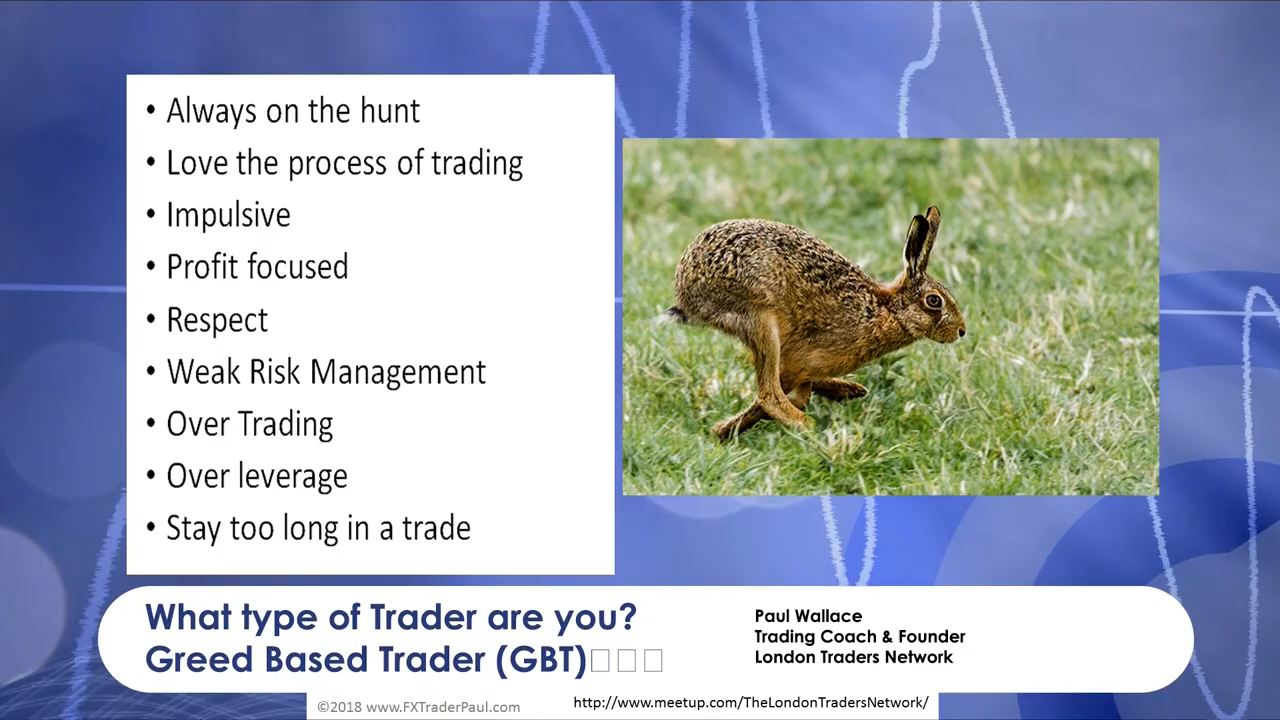 • Always on the hunt
• Love the process of trading
• Impulsive
• Profit focused
• Respect
• Weak Risk Management
• Over Trading
• Over leverage
• Stay too long in a trade
What type of Trader are you?
Greed Based Trader (GBT)□□□
Paul Wallace
Trading Coach & Founder
London Traders Network
©2018 www.FXTraderPaul.com
http://www.meetup.com/TheLondonTradersNetwork/